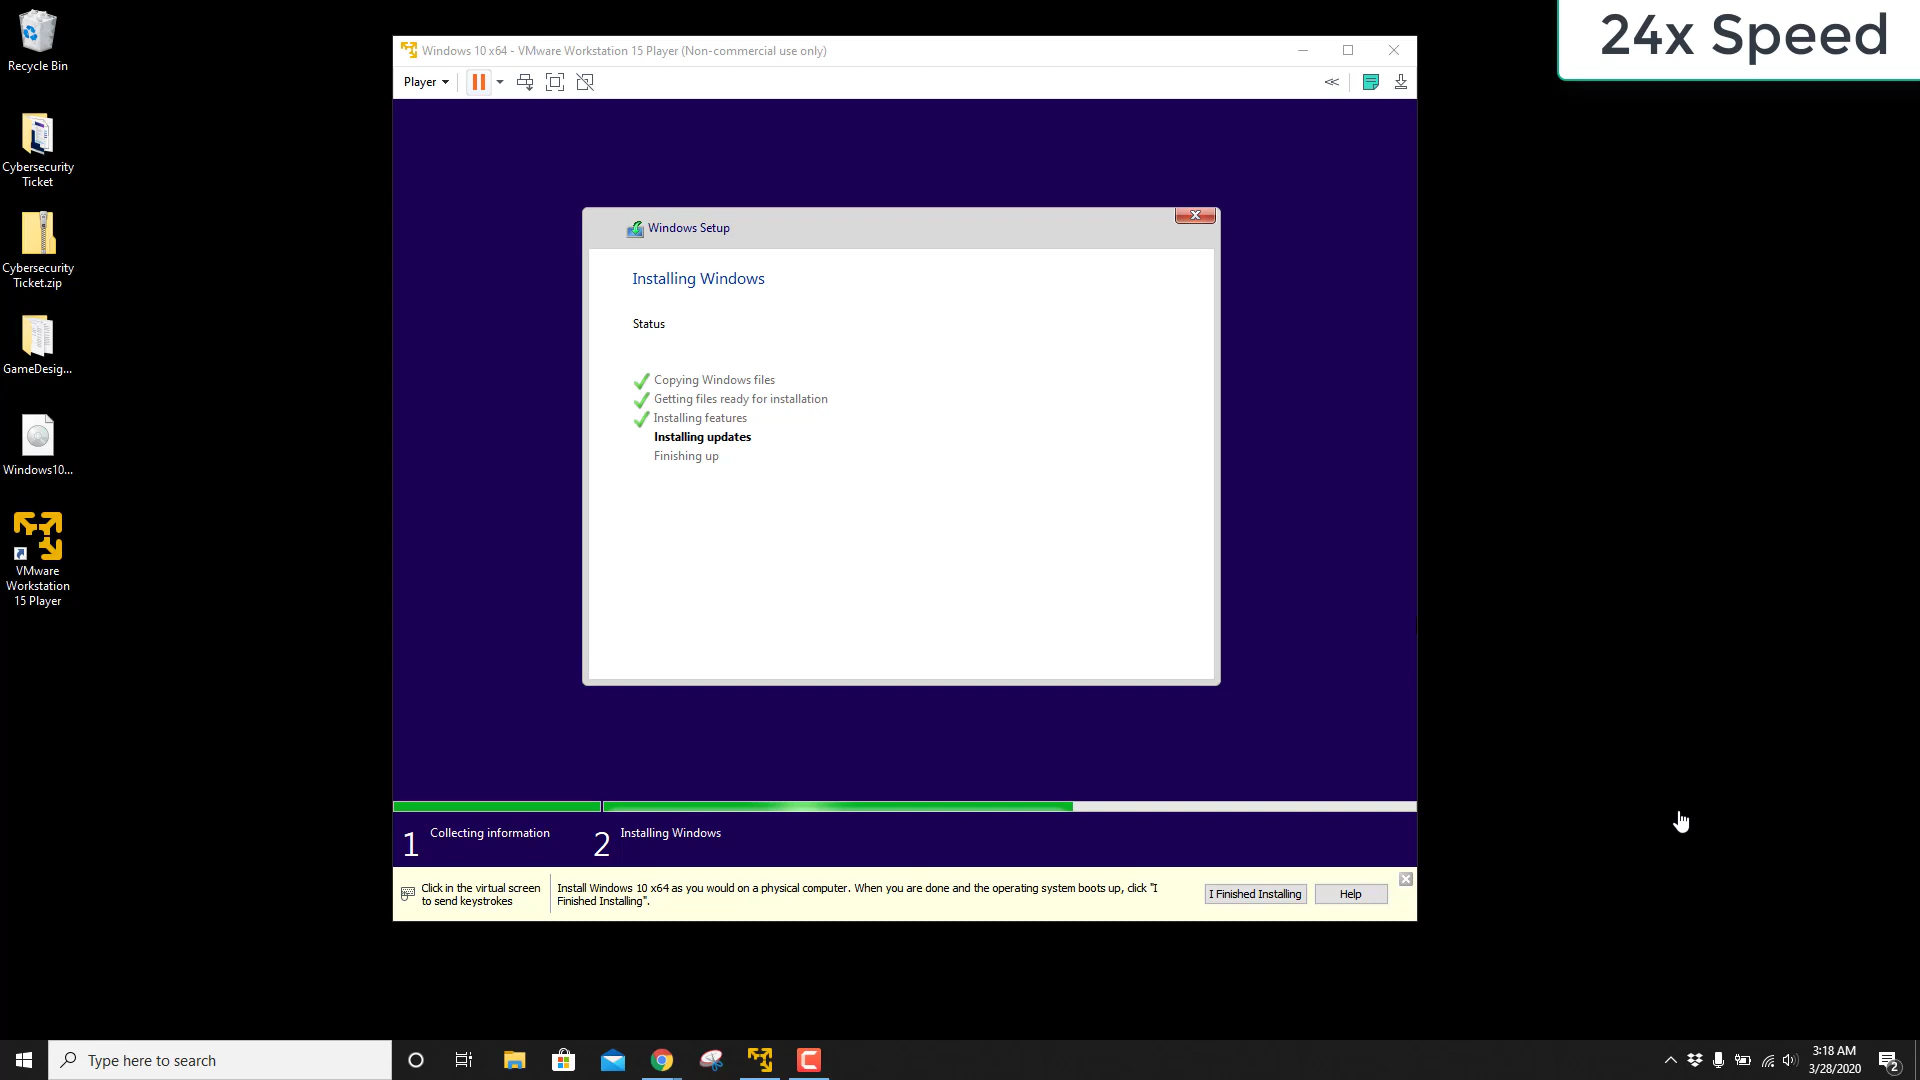 24x Speed
Recycle Bin
Cybersecurity
Ticket
Cybersecurity
Ticket.zip
GameDesig...
Windows10...
VMware
Workstation
15 Player
Windows 10 x64 - VMware Workstation 15 Player (Non-commercial use only)
Player
Windows Setup
Installing Windows
Status
Copying Windows files
Getting files ready for installation
Installing features
Installing updates
Finishing up
1 Collecting information
2 Installing Windows
Click in the virtual screen
to send keystrokes
Install Windows 10 x64 as you would on a physical computer. When you are done and the operating system boots up, click "I
Finished Installing".
I Finished Installing
Help
Type here to search
3:18 AM
3/28/2020
2